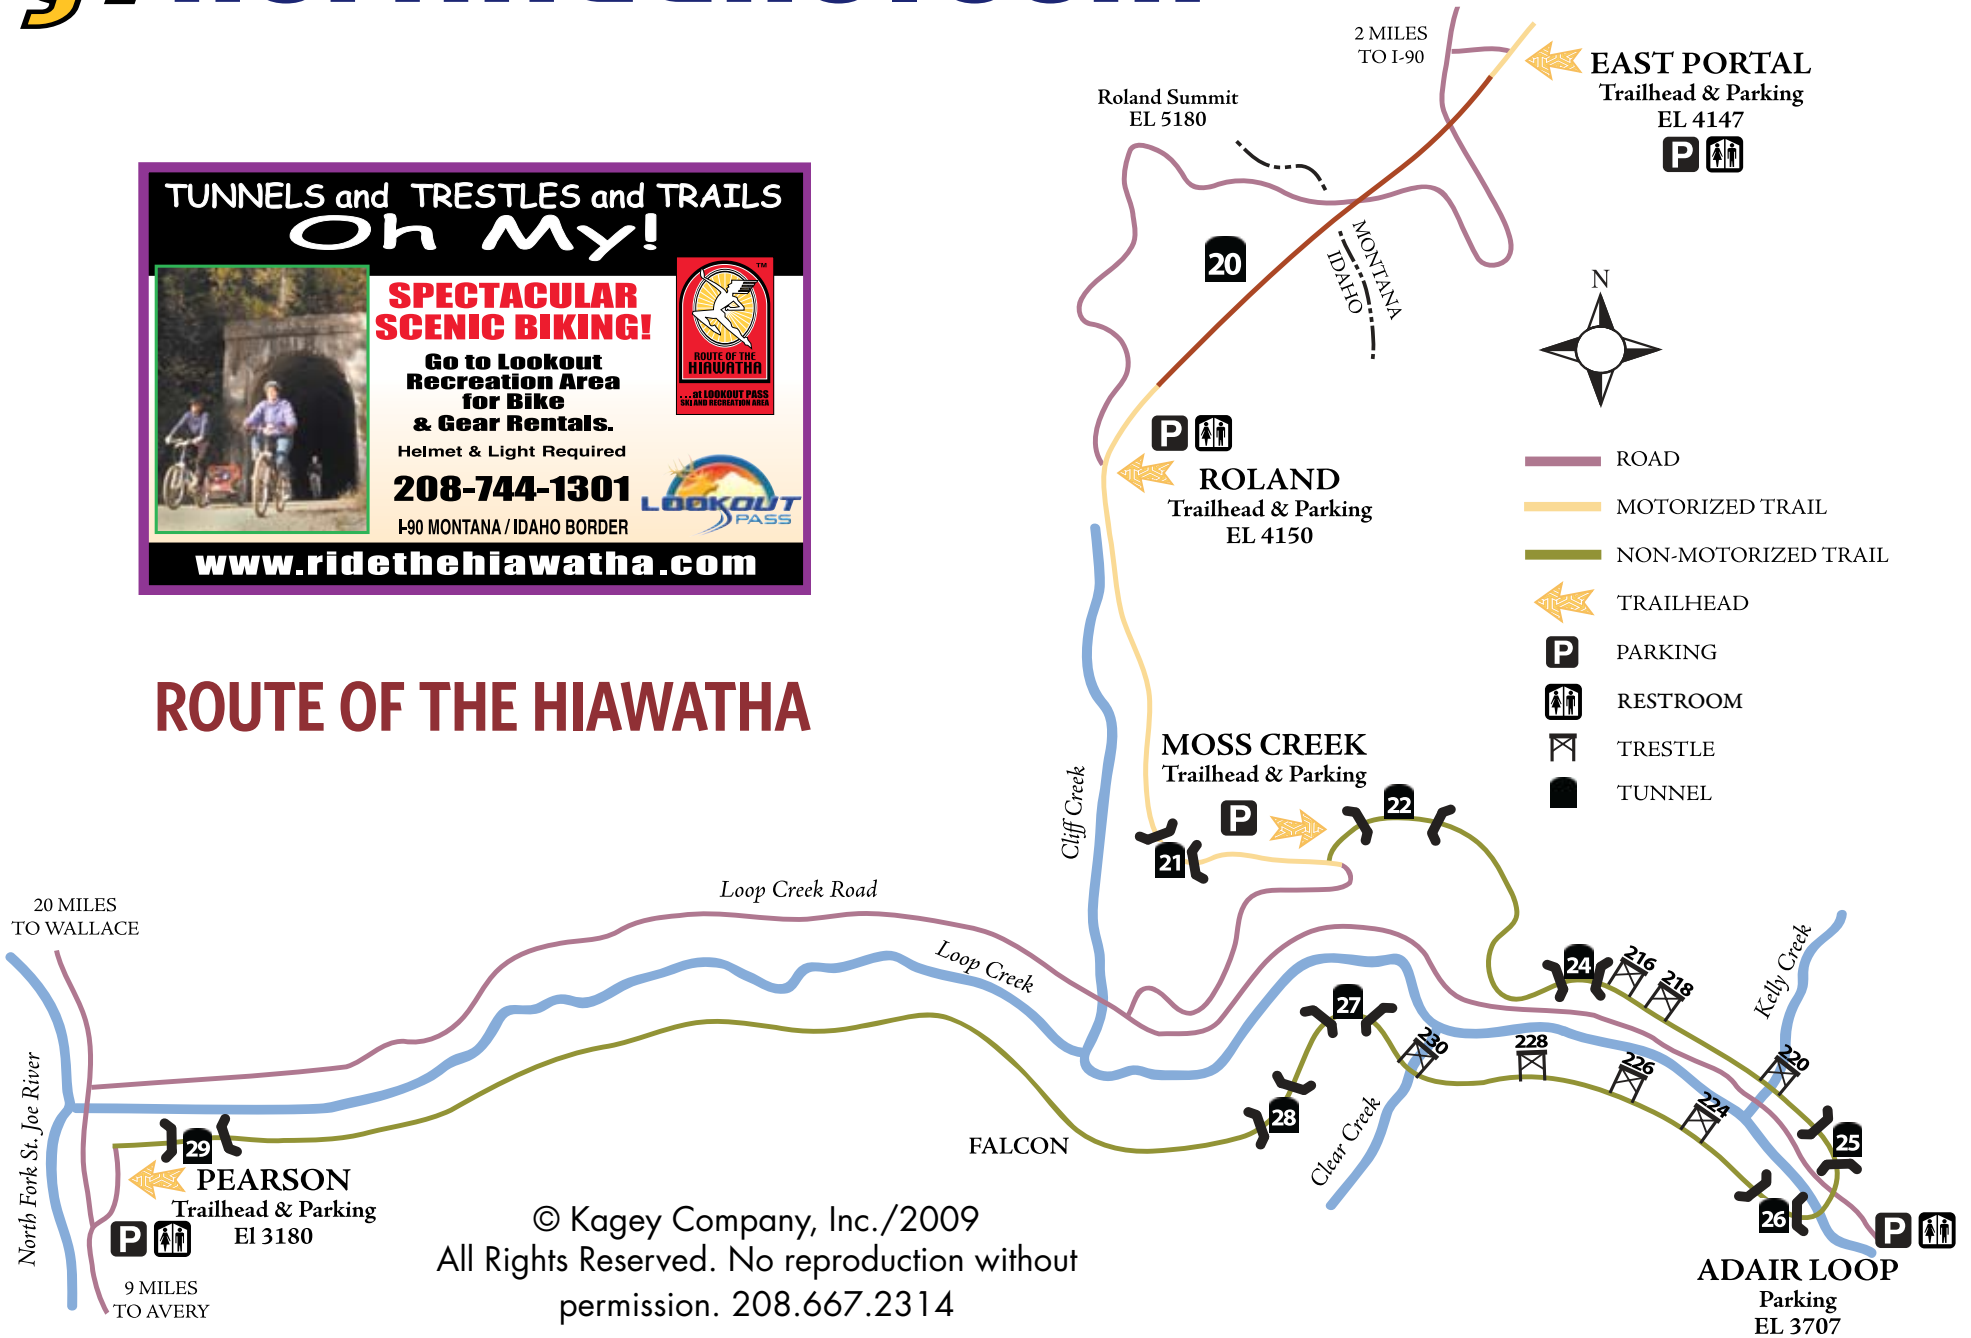 2 MILES
TO I-90
EAST PORTAL
Trailhead & Parking
EL 4147
P
Roland Summit
EL 5180
TUNNELS and TRESTLES and TRAILS
Oh My!
SPECTACULAR
SCENIC BIKING!
Go to Lookout
Recreation Area
for Bike
& Gear Rentals.
Helmet & Light Required
208-744-1301
I-90 MONTANA / IDAHO BORDER
www.ridethehiawatha.com
TM
ROUTE OF THE
HIAWATHA
...at LOOKOUT PASS
SKI AND RECREATION AREA
LOOKOUT
PASS
20
MONTANA
IDAHO
N
P
ROLAND
Trailhead & Parking
EL 4150
ROAD
MOTORIZED TRAIL
NON-MOTORIZED TRAIL
TRAILHEAD
P
PARKING
RESTROOM
TRESTLE
TUNNEL
ROUTE OF THE HIAWATHA
MOSS CREEK
Trailhead & Parking
P
22
21
Cliff Creek
Loop Creek Road
Loop Creek
20 MILES
TO WALLACE
24
216
218
Kelly Creek
27
230
228
226
220
224
28
25
26
Clear Creek
FALCON
North Fork St. Joe River
29
PEARSON
Trailhead & Parking
El 3180
P
9 MILES
TO AVERY
P
ADAIR LOOP
Parking
EL 3707
© Kagey Company, Inc./2009
All Rights Reserved. No reproduction without
permission. 208.667.2314